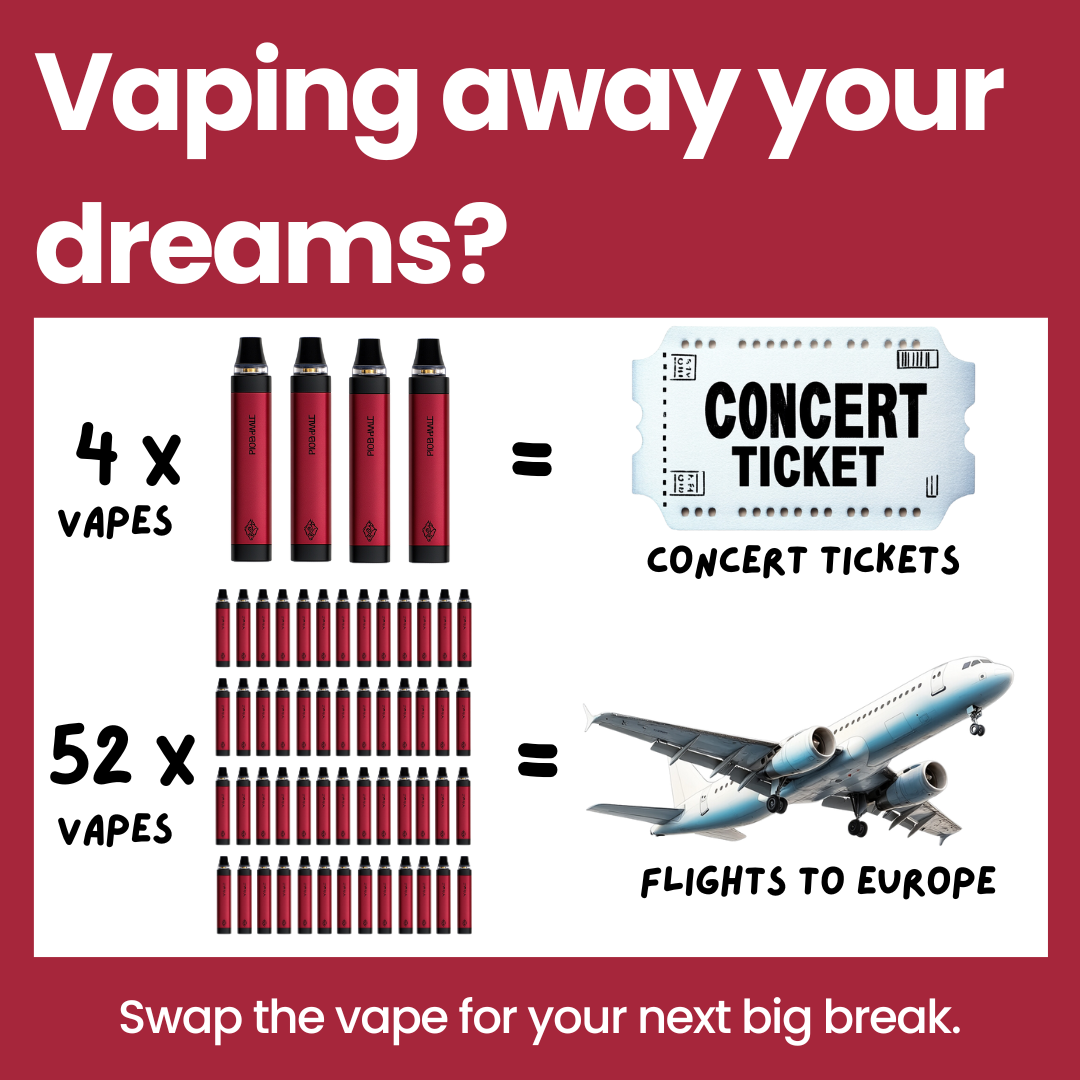 Vaping away your
dreams?
4 x
VAPES
=
CONCERT
TICKET
CONCERT TICKETS
52 x
VAPES
=
FLIGHTS TO EUROPE
Swap the vape for your next big break.